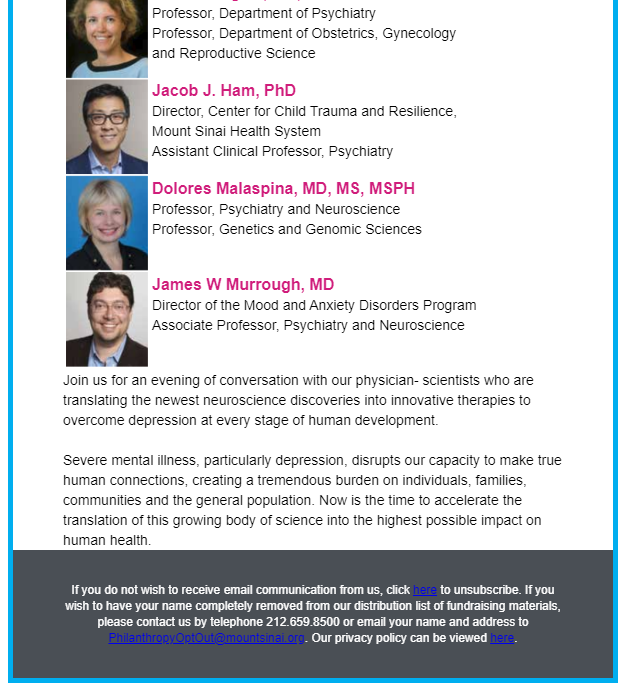 Professor, Department of Psychiatry
Professor, Department of Obstetrics, Gynecology
and Reproductive Science
Jacob J. Ham, PhD
Director, Center for Child Trauma and Resilience,
Mount Sinai Health System
Assistant Clinical Professor, Psychiatry
Dolores Malaspina, MD, MS, MSPH
Professor, Psychiatry and Neuroscience
Professor, Genetics and Genomic Sciences
James W Murrough, MD
Director of the Mood and Anxiety Disorders Program
Associate Professor, Psychiatry and Neuroscience
Join us for an evening of conversation with our physician- scientists who are
translating the newest neuroscience discoveries into innovative therapies to
overcome depression at every stage of human development.
Severe mental illness, particularly depression, disrupts our capacity to make true
human connections, creating a tremendous burden on individuals, families,
communities and the general population. Now is the time to accelerate the
translation of this growing body of science into the highest possible impact on
human health.
If you do not wish to receive email communication from us, click here to unsubscribe. If you
wish to have your name completely removed from our distribution list of fundraising materials,
please contact us by telephone 212.659.8500 or email your name and address to
PhilanthropyOptOut@mountsinai.org. Our privacy policy can be viewed here.